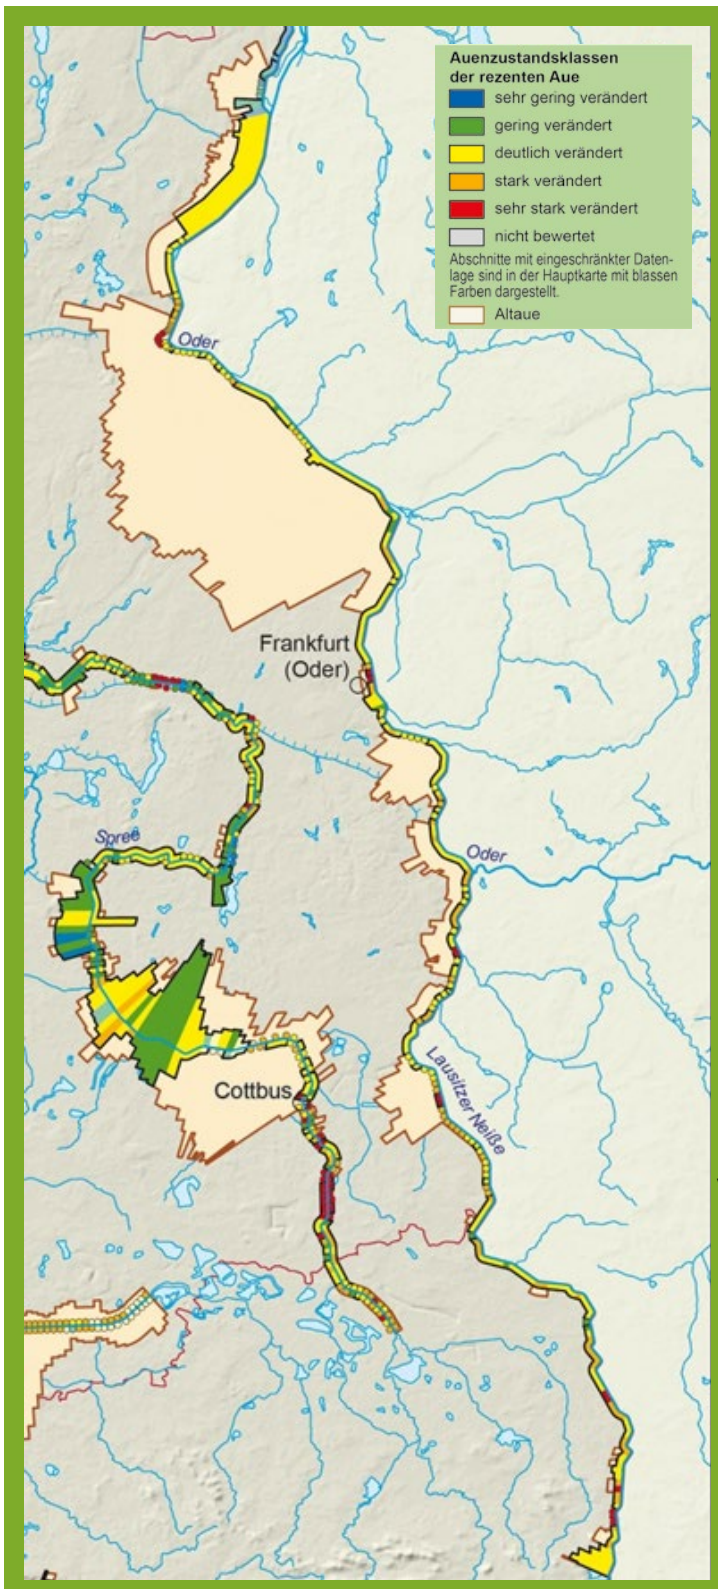 Auenzustandsklassen
der rezenten Aue
sehr gering verändert
gering verändert
deutlich verändert
stark verändert
sehr stark verändert
nicht bewertet
Abschnitte mit eingeschränkter Daten-
lage sind in der Hauptkarte mit blassen
Farben dargestellt.
Altaue
Oder
Frankfurt
(Oder)
Spree
Oder
Lausitzer Neiße
Cottbus